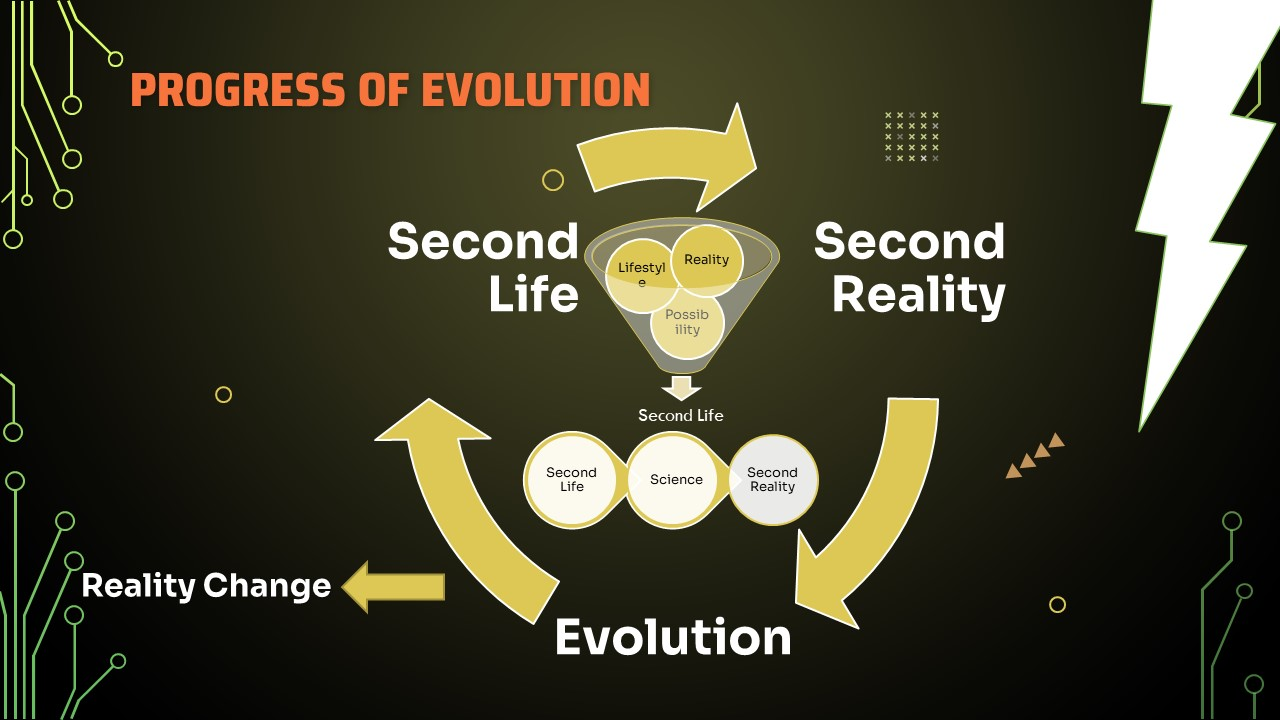 PROGRESS OF EVOLUTION
Second
Life
Second
Reality
Lifestyl
e
Reality
Possib
ility
Second Life
Second
Life
Science
Second
Reality
Reality Change
Evolution